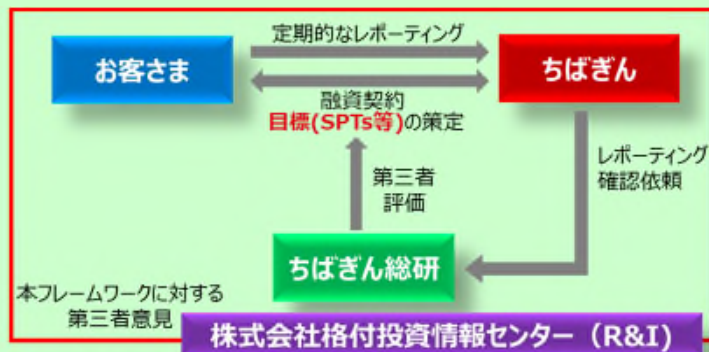 定期的なレポーティング
お客さま
ちばぎん
融資契約
目標(SPTs等)の策定
第三者
評価
レポーティング
確認依頼
ちばぎん総研
本フレームワークに対する
第三者意見
株式会社格付投資情報センター（R&I)